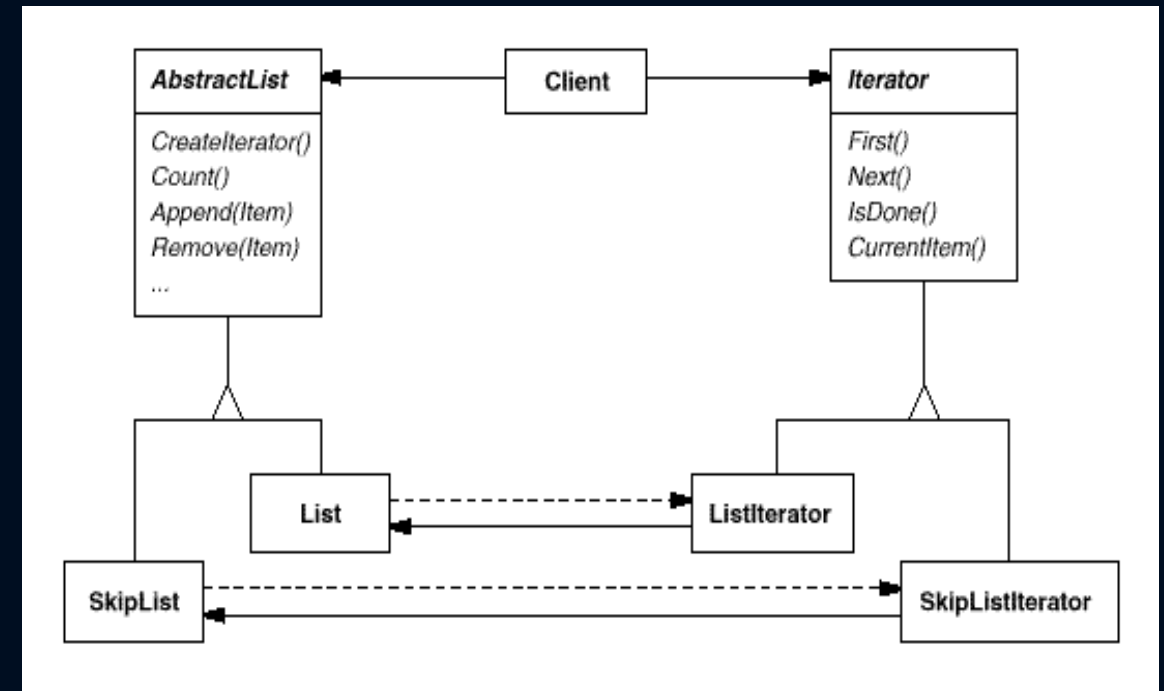 AbstractList
CreateIterator()
Count()
Append(Item)
Remove(Item)
...
Client
Iterator
First()
Next()
IsDone()
CurrentItem()
List
ListIterator
SkipList
SkipListIterator